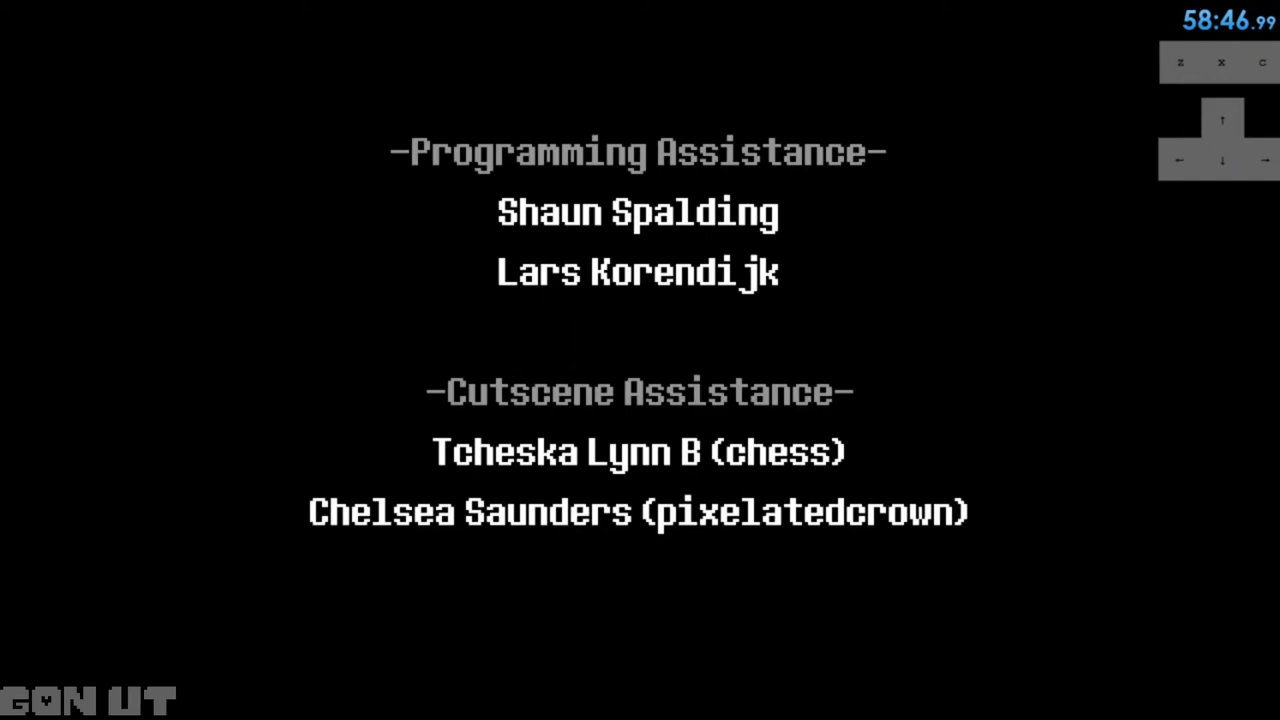 58:46.99
z x c
↑
← ↓ →
-Programming Assistance-
Shaun Spalding
Lars Korendijk
-Cutscene Assistance-
Tcheska Lynn B (chess)
Chelsea Saunders (pixelatedcrown)
GON UT